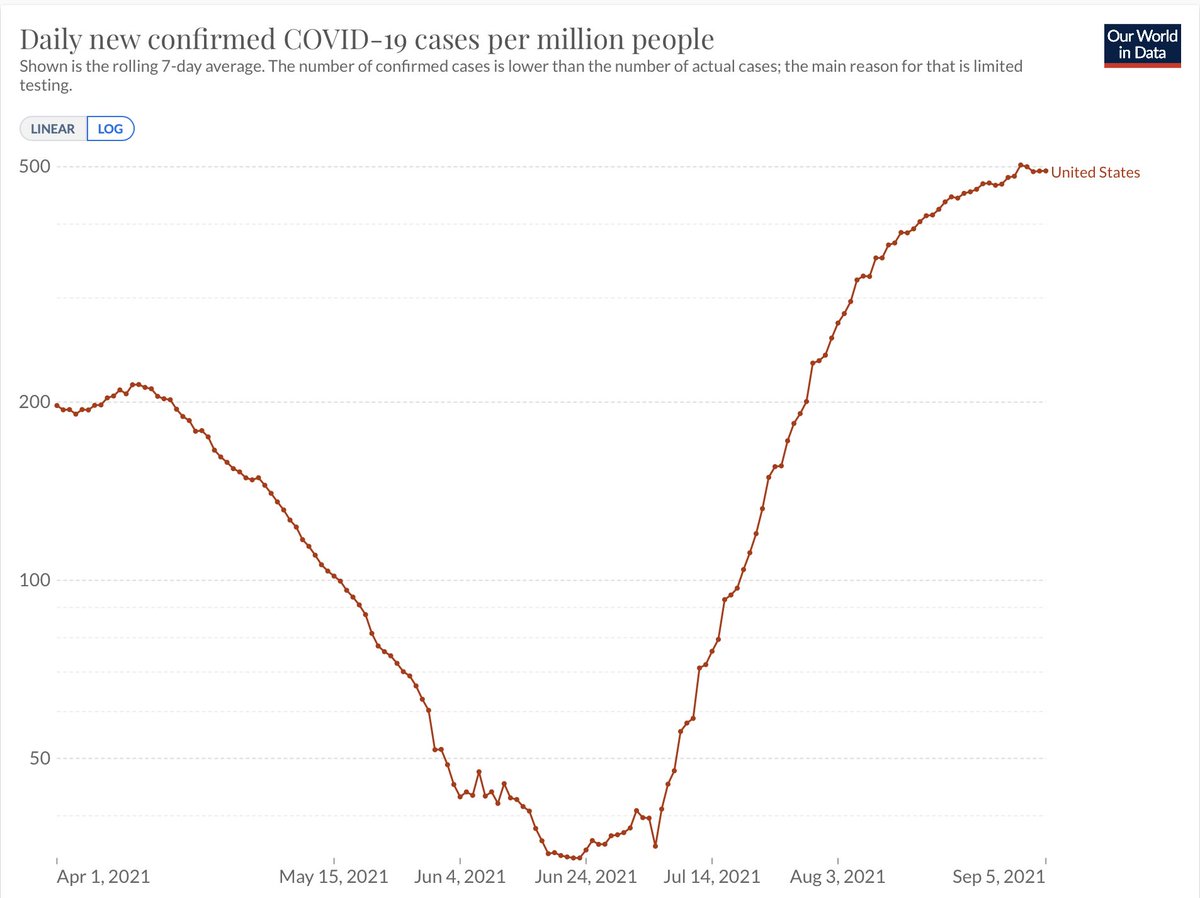 Daily new confirmed COVID-19 cases per million people
Shown is the rolling 7-day average. The number of confirmed cases is lower than the number of actual cases; the main reason for that is limited
testing.
Our World
in Data
LINEAR
LOG
500
United States
200
100
50
Apr 1, 2021
May 15, 2021
Jun 4, 2021
Jun 24, 2021
Jul 14, 2021
Aug 3, 2021
Sep 5, 2021